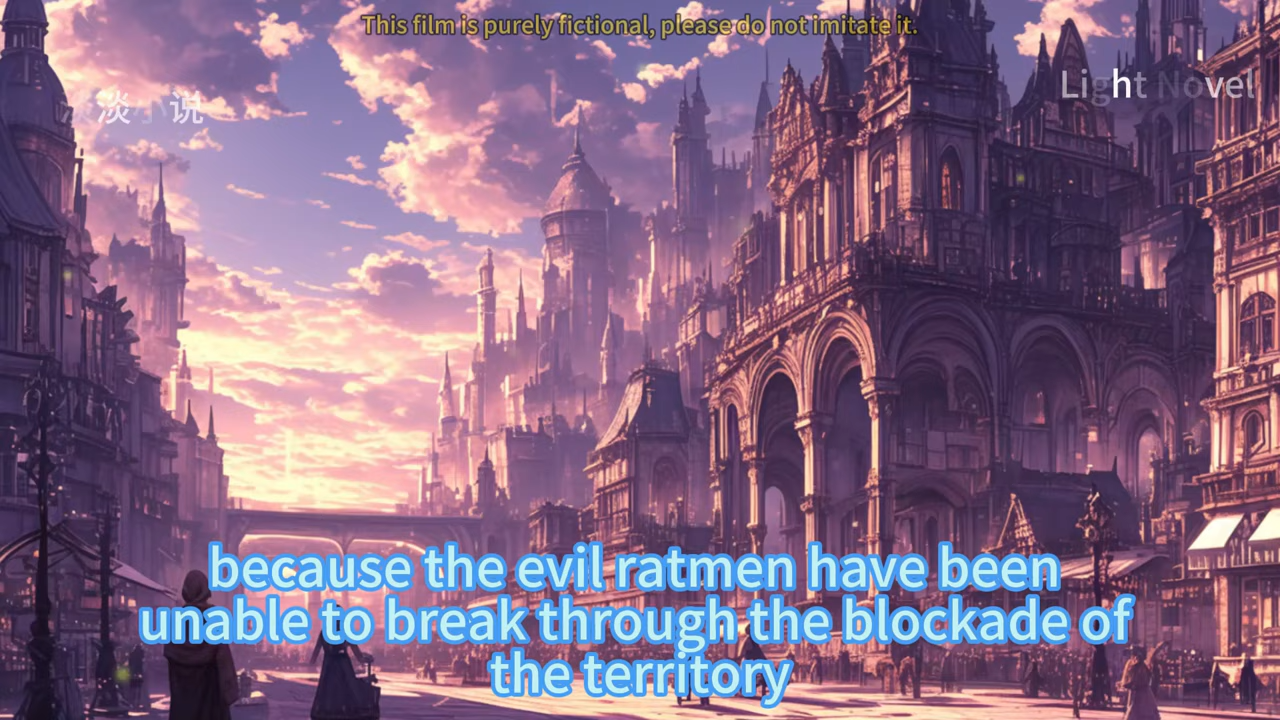 This film is purely fictional, please do not imitate it.
淡淡小说
Light Novel
because the evil ratmen have been
unable to break through the blockade of
the territory